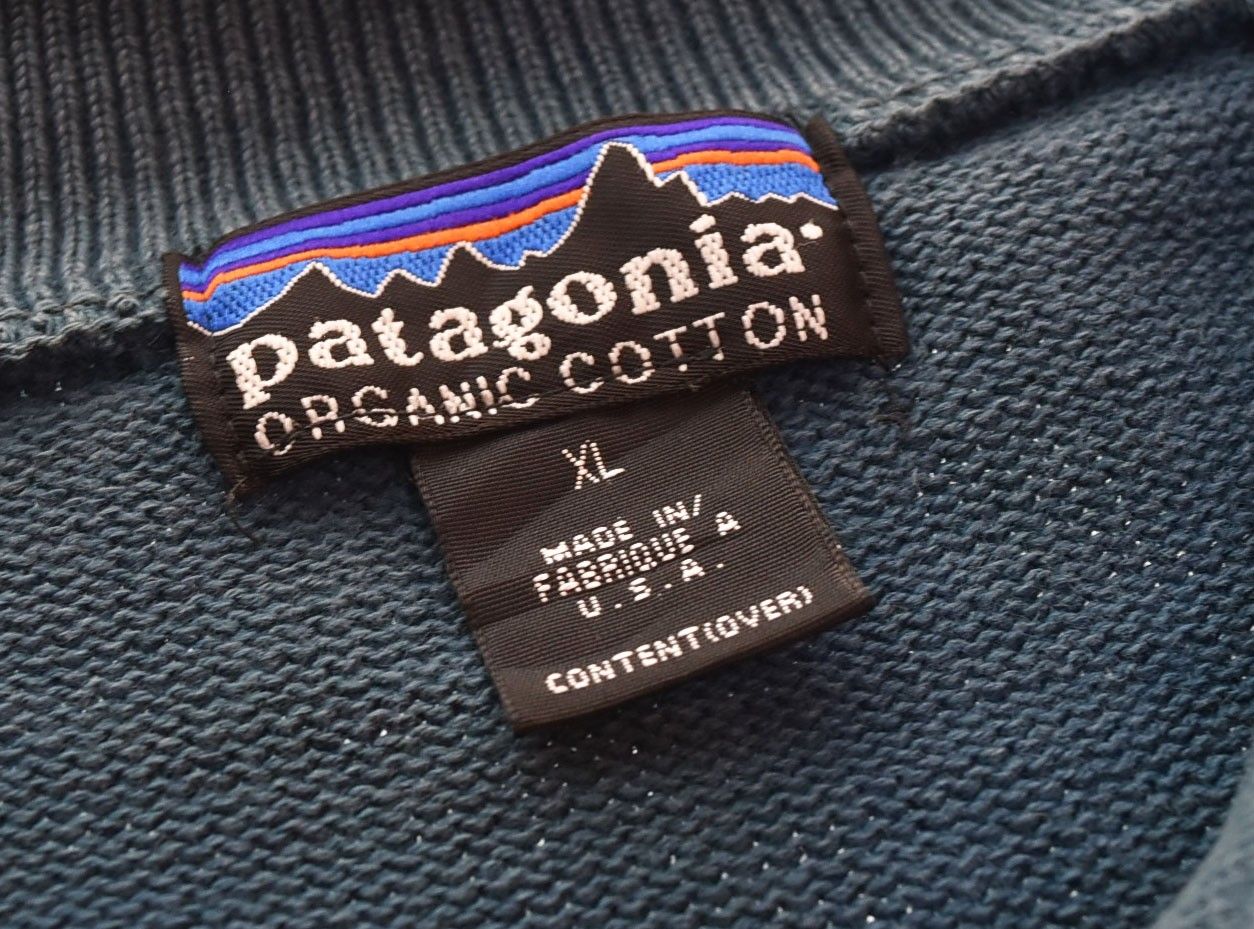 patagonia®
ORGANIC COTTON
XL
MADE IN/
FABRIQUE A
U.S.A.
CONTENT(OVER)